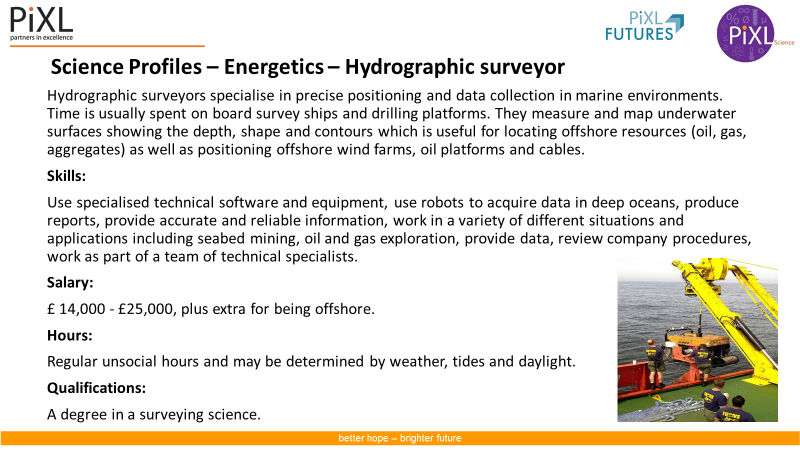 PiXL
partners in excellence
PiXL
FUTURES
PiXL
Science
Science Profiles – Energetics – Hydrographic surveyor
Hydrographic surveyors specialise in precise positioning and data collection in marine environments.
Time is usually spent on board survey ships and drilling platforms. They measure and map underwater
surfaces showing the depth, shape and contours which is useful for locating offshore resources (oil, gas,
aggregates) as well as positioning offshore wind farms, oil platforms and cables.
Skills:
Use specialised technical software and equipment, use robots to acquire data in deep oceans, produce
reports, provide accurate and reliable information, work in a variety of different situations and
applications including seabed mining, oil and gas exploration, provide data, review company procedures,
work as part of a team of technical specialists.
Salary:
£ 14,000 - £25,000, plus extra for being offshore.
Hours:
Regular unsocial hours and may be determined by weather, tides and daylight.
Qualifications:
A degree in a surveying science.
better hope – brighter future